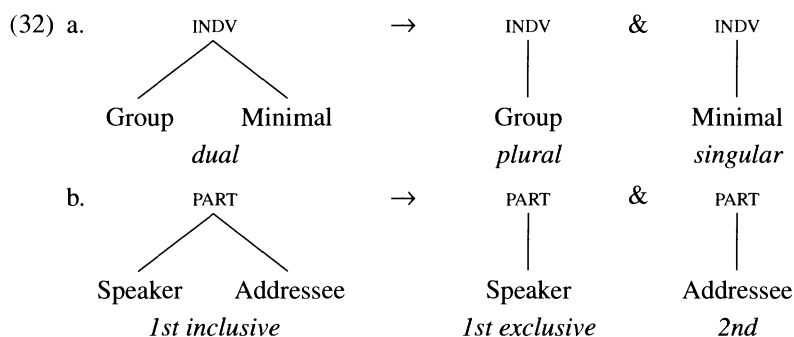 (32) a. INDV → INDV & INDV
Group Minimal Group Minimal
dual plural singular
b. PART → PART & PART
Speaker Addressee Speaker Addressee
1st inclusive 1st exclusive 2nd